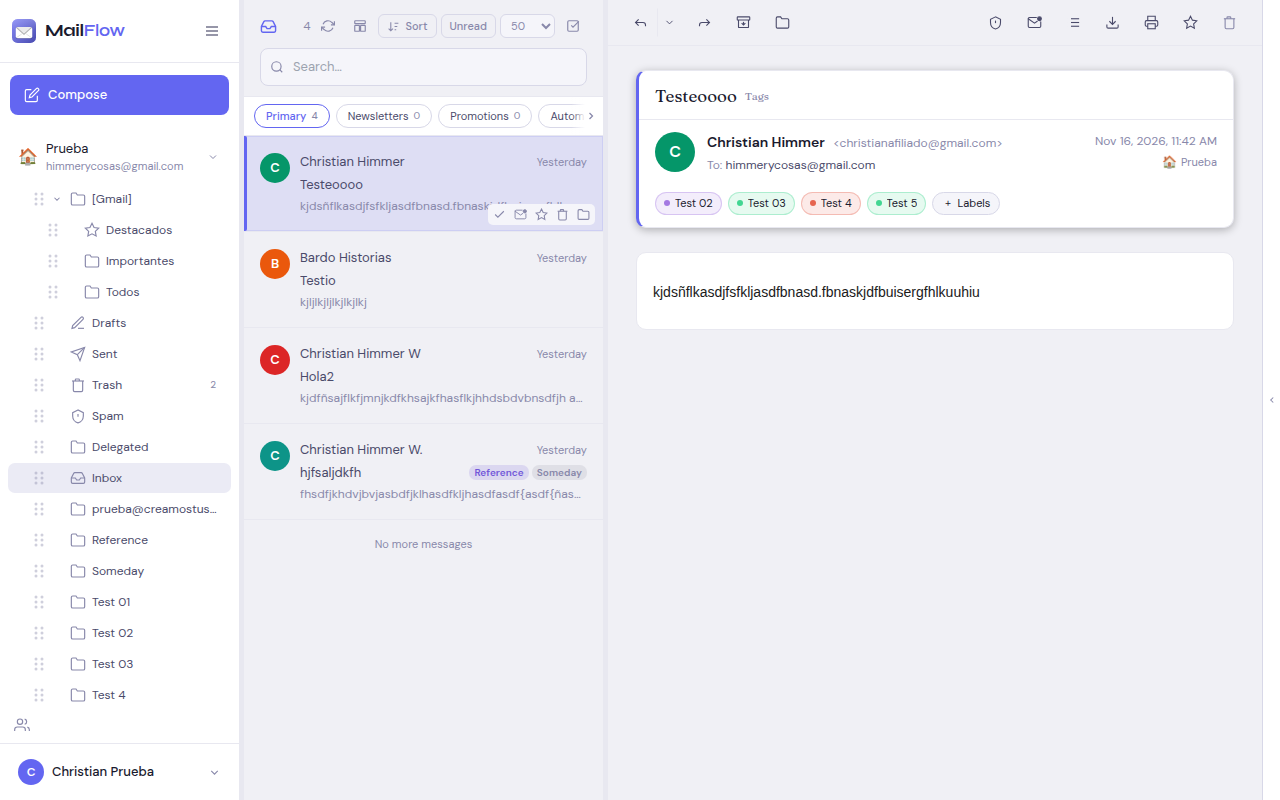 MailFlow
Compose
Prueba
himmerycosas@gmail.com
[Gmail]
Destacados
Importantes
Todos
Drafts
Sent
Trash 2
Spam
Delegated
Inbox
prueba@creamostus…
Reference
Someday
Test 01
Test 02
Test 03
Test 4
C Christian Prueba
4 Sort Unread 50
Search…
Primary 4 Newsletters 0 Promotions 0 Autom
C Christian Himmer Yesterday
Testeoooo
kjdsñflkasdjfsfkljasdfbnasd.fbnaskj
B Bardo Historias Yesterday
Testio
kjljlkjljlkjlkjlkj
C Christian Himmer W Yesterday
Hola2
kjdfñsajflkfjmnjkdfkhsajkfhasflkjhhdsbdvbnsdfjh a…
C Christian Himmer W. Yesterday
hjfsaljdkfh Reference Someday
fhsdfjkhdvjbvjasbdfjklhasdfkljhasdfasdf{asdf{ñas…
No more messages
Testeoooo Tags
C Christian Himmer <christianafiliado@gmail.com> Nov 16, 2026, 11:42 AM
To: himmerycosas@gmail.com Prueba
Test 02 Test 03 Test 4 Test 5 + Labels
kjdsñflkasdjfsfkljasdfbnasd.fbnaskjdfbuisergfhlkuuhiu